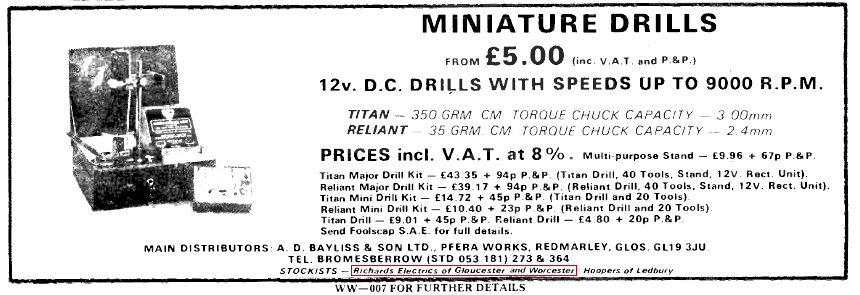 MINIATURE DRILLS
FROM £5.00 (inc. V.A.T. and P.&P.)
12v. D.C. DRILLS WITH SPEEDS UP TO 9000 R.P.M.
TITAN — 350 GRM. CM. TORQUE CHUCK CAPACITY — 3.00mm
RELIANT — 35 GRM. CM. TORQUE CHUCK CAPACITY — 2.4mm
PRICES incl. V.A.T. at 8%. Multi-purpose Stand — £9.96 + 67p P.&P.
Titan Major Drill Kit — £43.35 + 94p P.&P. (Titan Drill, 40 Tools, Stand, 12V. Rect. Unit).
Reliant Major Drill Kit — £39.17 + 94p P.&P. (Reliant Drill, 40 Tools, Stand, 12V. Rect. Unit).
Titan Mini Drill Kit — £14.72 + 45p P.&P. (Titan Drill and 20 Tools).
Reliant Mini Drill Kit — £10.40 + 23p P.&P. (Reliant Drill and 20 Tools).
Titan Drill — £9.01 + 45p P.&P. Reliant Drill — £4.80 + 20p P.&P.
Send Foolscap S.A.E. for full details.
MAIN DISTRIBUTORS: A. D. BAYLISS & SON LTD., PFERA WORKS, REDMARLEY, GLOS. GL19 3JU.
TEL. BROMESBERROW (STD 053 181) 273 & 364
STOCKISTS — Richards Electrics of Gloucester and Worcester Hoopers of Ledbury
WW—007 FOR FURTHER DETAILS